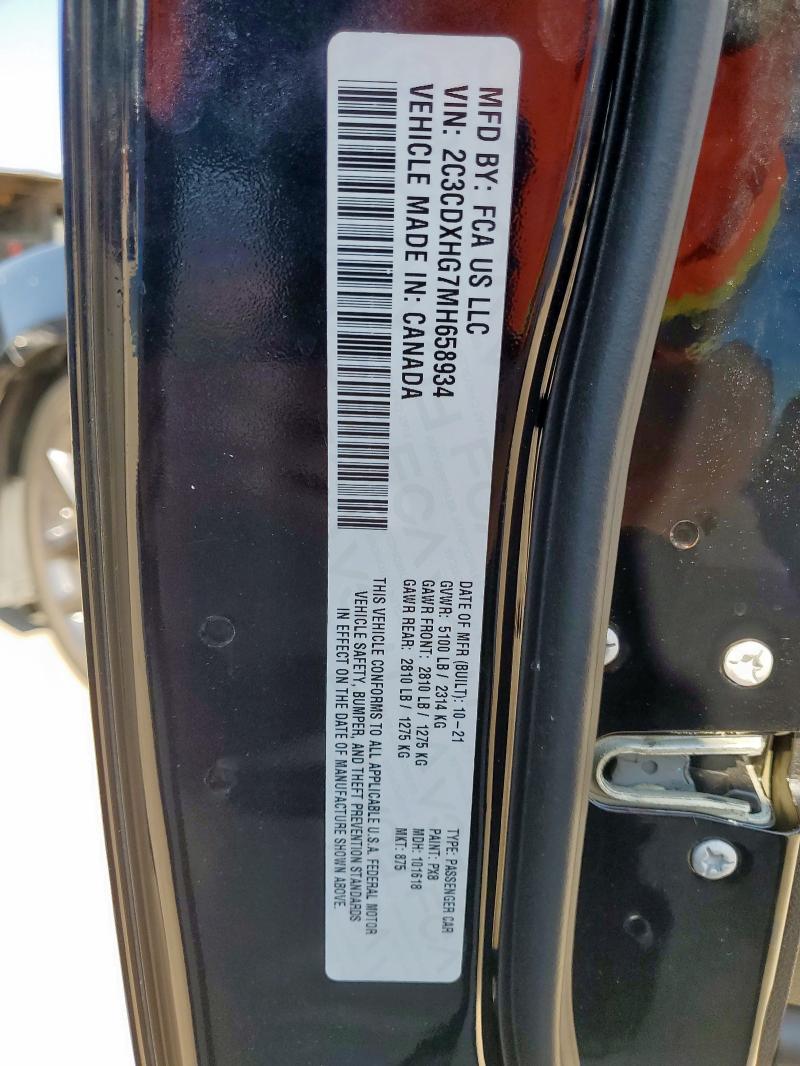 MFD BY: FCA US LLC
VIN: 2C3CDXHG7MH658934
VEHICLE MADE IN: CANADA
DATE OF MFR (BUILT): 10-21
GVWR: 5100 LB / 2314 KG
GAWR FRONT: 2810 LB / 1275 KG
GAWR REAR: 2810 LB / 1275 KG
THIS VEHICLE CONFORMS TO ALL APPLICABLE U.S.A. FEDERAL MOTOR
VEHICLE SAFETY, BUMPER, AND THEFT PREVENTION STANDARDS
IN EFFECT ON THE DATE OF MANUFACTURE SHOWN ABOVE.
TYPE: PASSENGER CAR
PAINT: PX8
MDH: 101618
MKT: 875
FCA